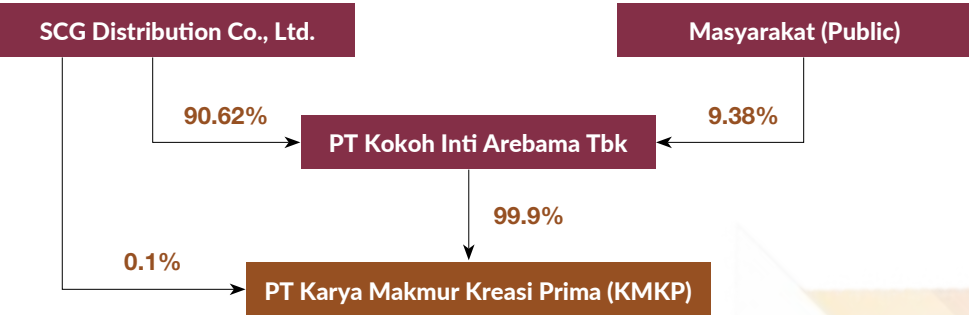 SCG Distribution Co., Ltd.
Masyarakat (Public)
90.62%
9.38%
PT Kokoh Inti Arebama Tbk
99.9%
0.1%
PT Karya Makmur Kreasi Prima (KMKP)